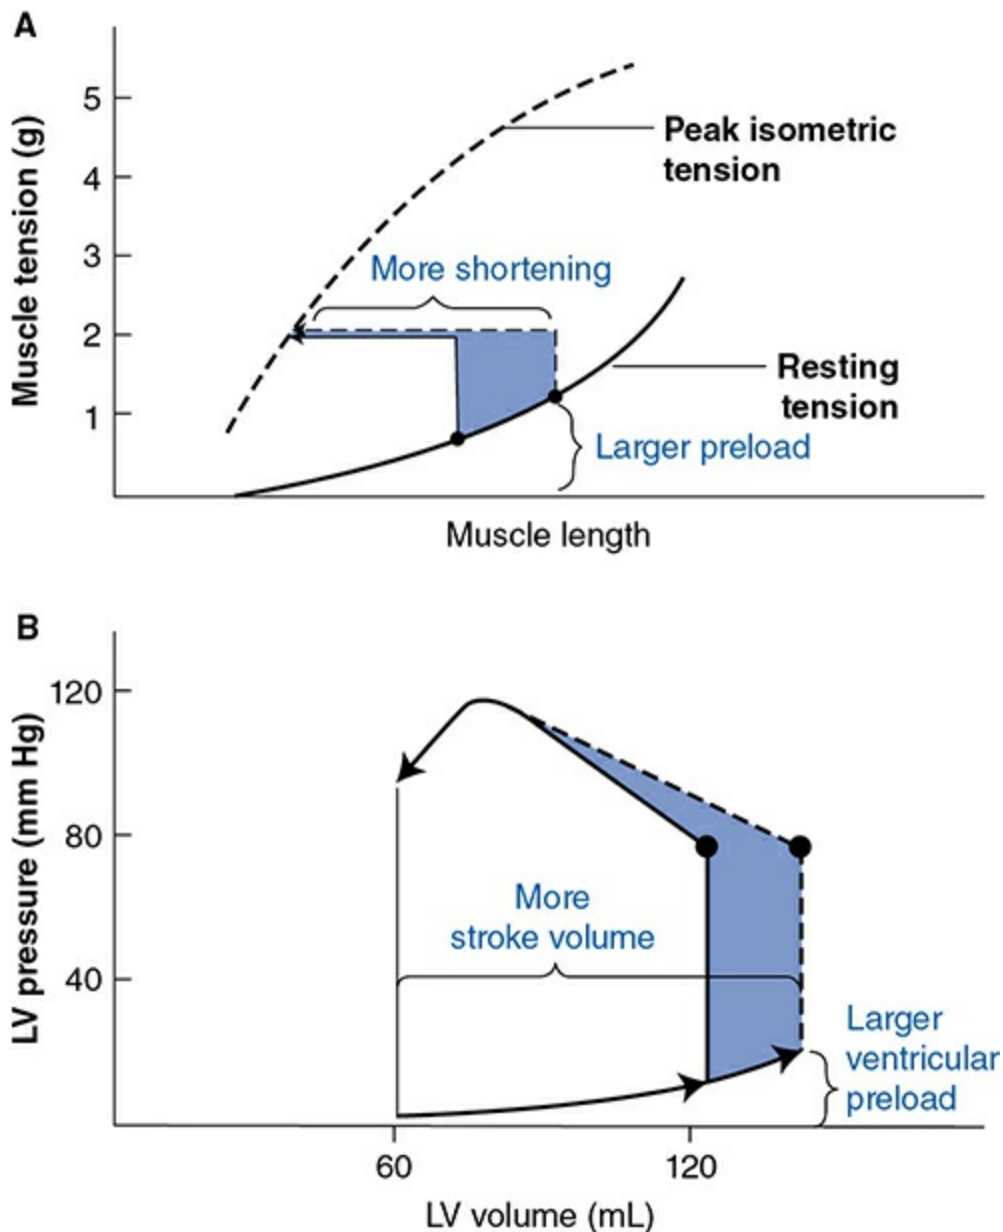 A
Muscle tension (g)
5
4
3
2
1
Peak isometric
tension
More shortening
Resting
tension
Larger preload
Muscle length
B
LV pressure (mm Hg)
120
80
40
More
stroke volume
Larger
ventricular
preload
60
120
LV volume (mL)